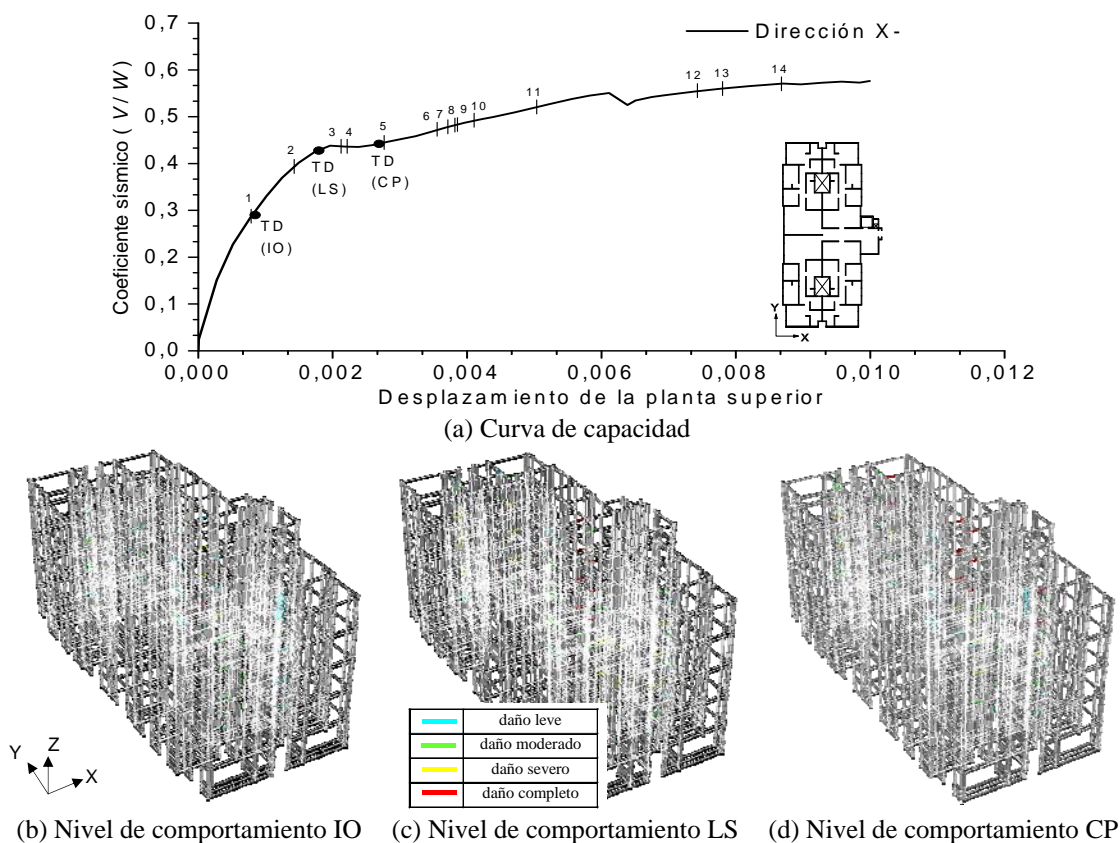 0,7
0,6
0,5
0,4
0,3
0,2
0,1
0,0
Coeficiente sísmico (V/W)
Dirección X-
1
2
3
4
5
6
7
8
9
10
11
12
13
14
TD
(IO)
TD
(LS)
TD
(CP)
Y
X
0,000
0,002
0,004
0,006
0,008
0,010
0,012
Desplazamiento de la planta superior
(a) Curva de capacidad
Y
Z
X
daño leve
daño moderado
daño severo
daño completo
(b) Nivel de comportamiento IO
(c) Nivel de comportamiento LS
(d) Nivel de comportamiento CP